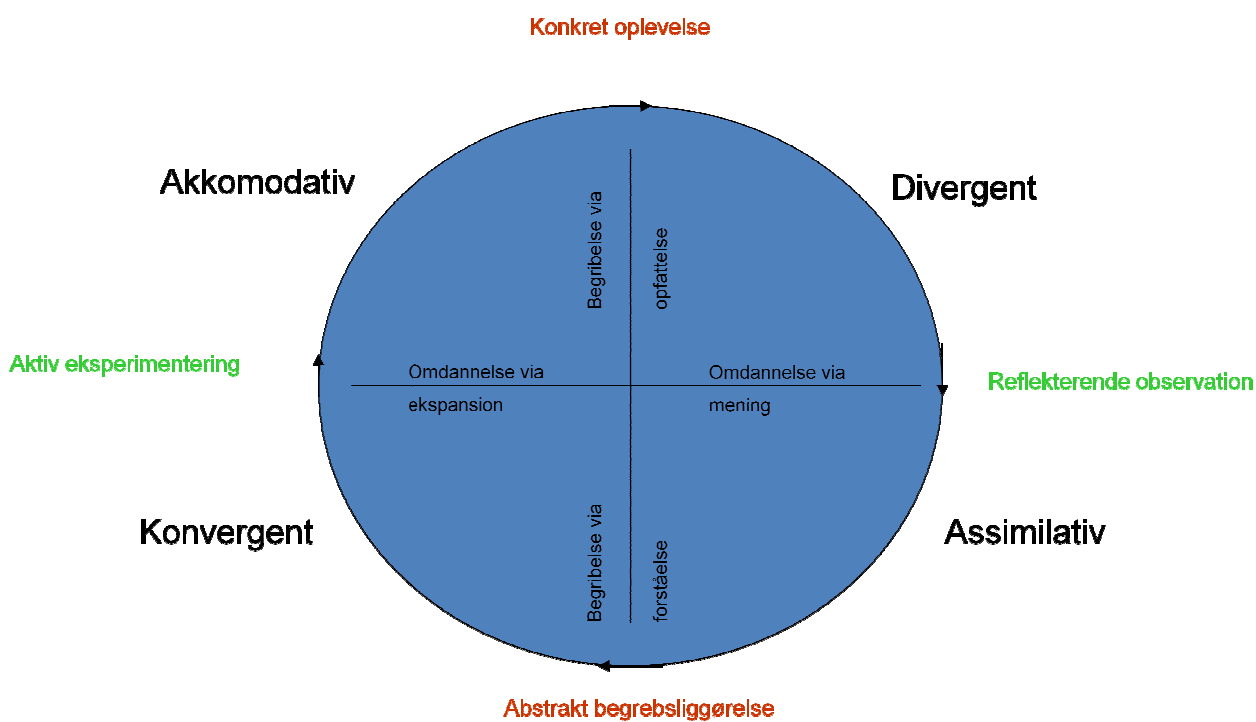 Konkret oplevelse
Akkomodativ
Divergent
Begribelse via
opfattelse
Aktiv eksperimentering
Omdannelse via
ekspansion
Omdannelse via
mening
Reflekterende observation
Konvergent
Assimilativ
Begribelse via
forståelse
Abstrakt begrebsliggørelse